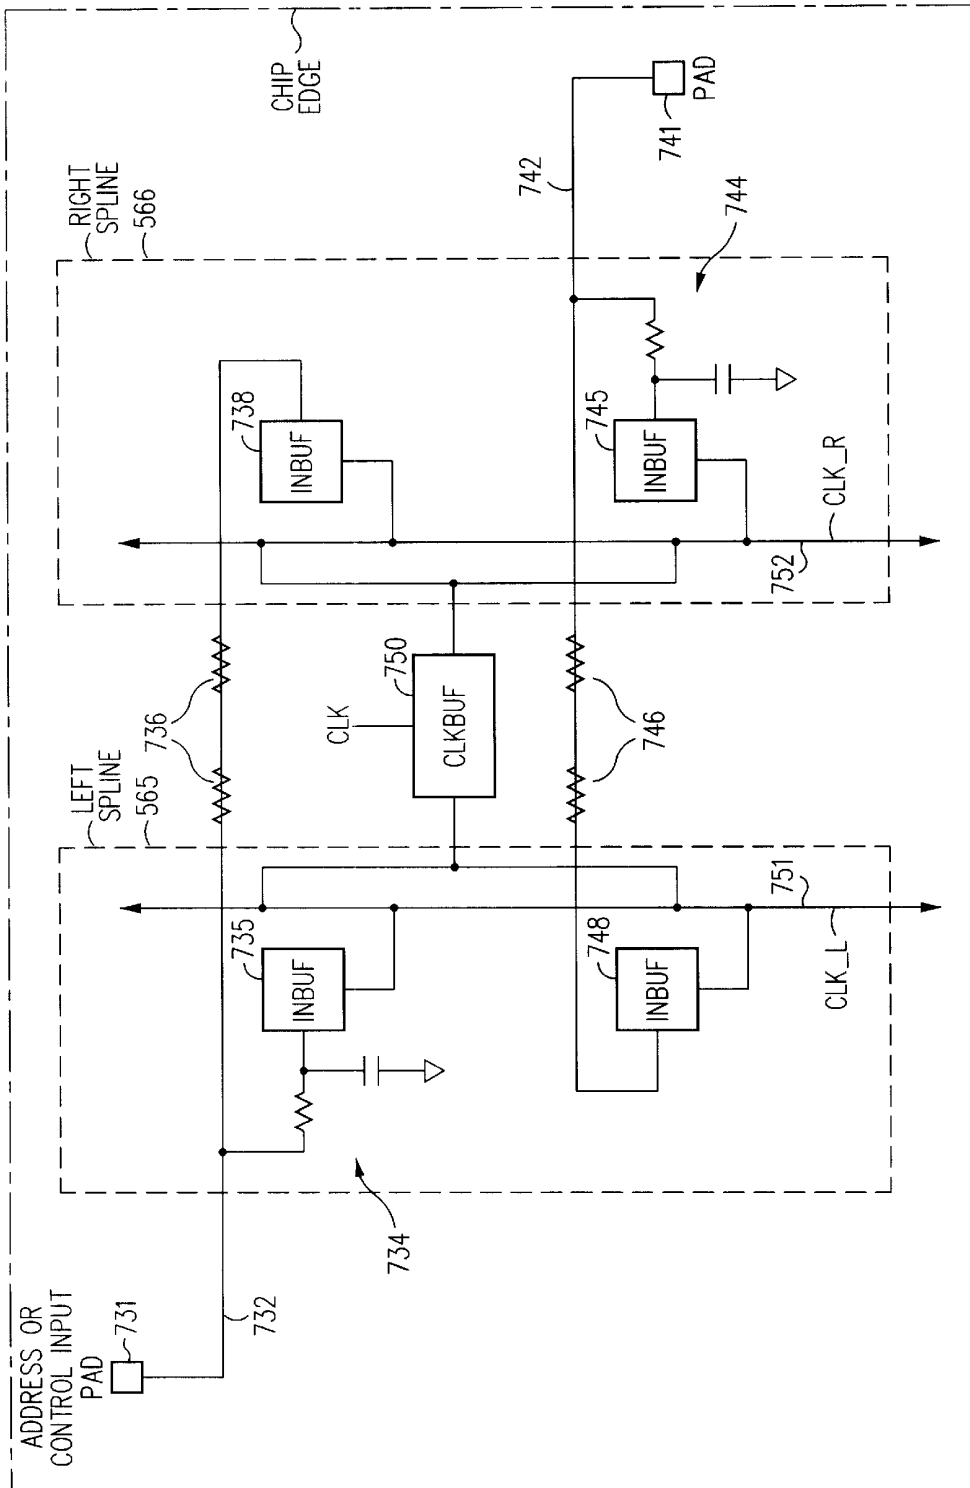 ADDRESS OR
CONTROL INPUT
PAD
731
732
734
LEFT
SPLINE
565
735
INBUF
736
CLK
750
CLKBUF
RIGHT
SPLINE
566
738
INBUF
CHIP
EDGE
742
741
PAD
744
745
INBUF
746
748
INBUF
751
CLK_L
752
CLK_R